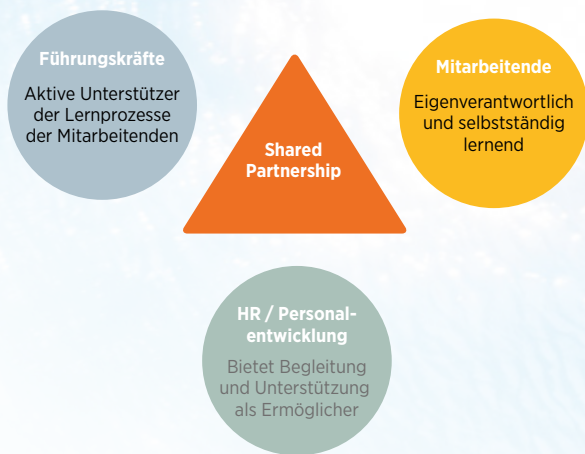 Führungskräfte
Aktive Unterstützer
der Lernprozesse
der Mitarbeitenden
Shared
Partnership
Mitarbeitende
Eigenverantwortlich
und selbstständig
lernend
HR / Personal-
entwicklung
Bietet Begleitung
und Unterstützung
als Ermöglicher